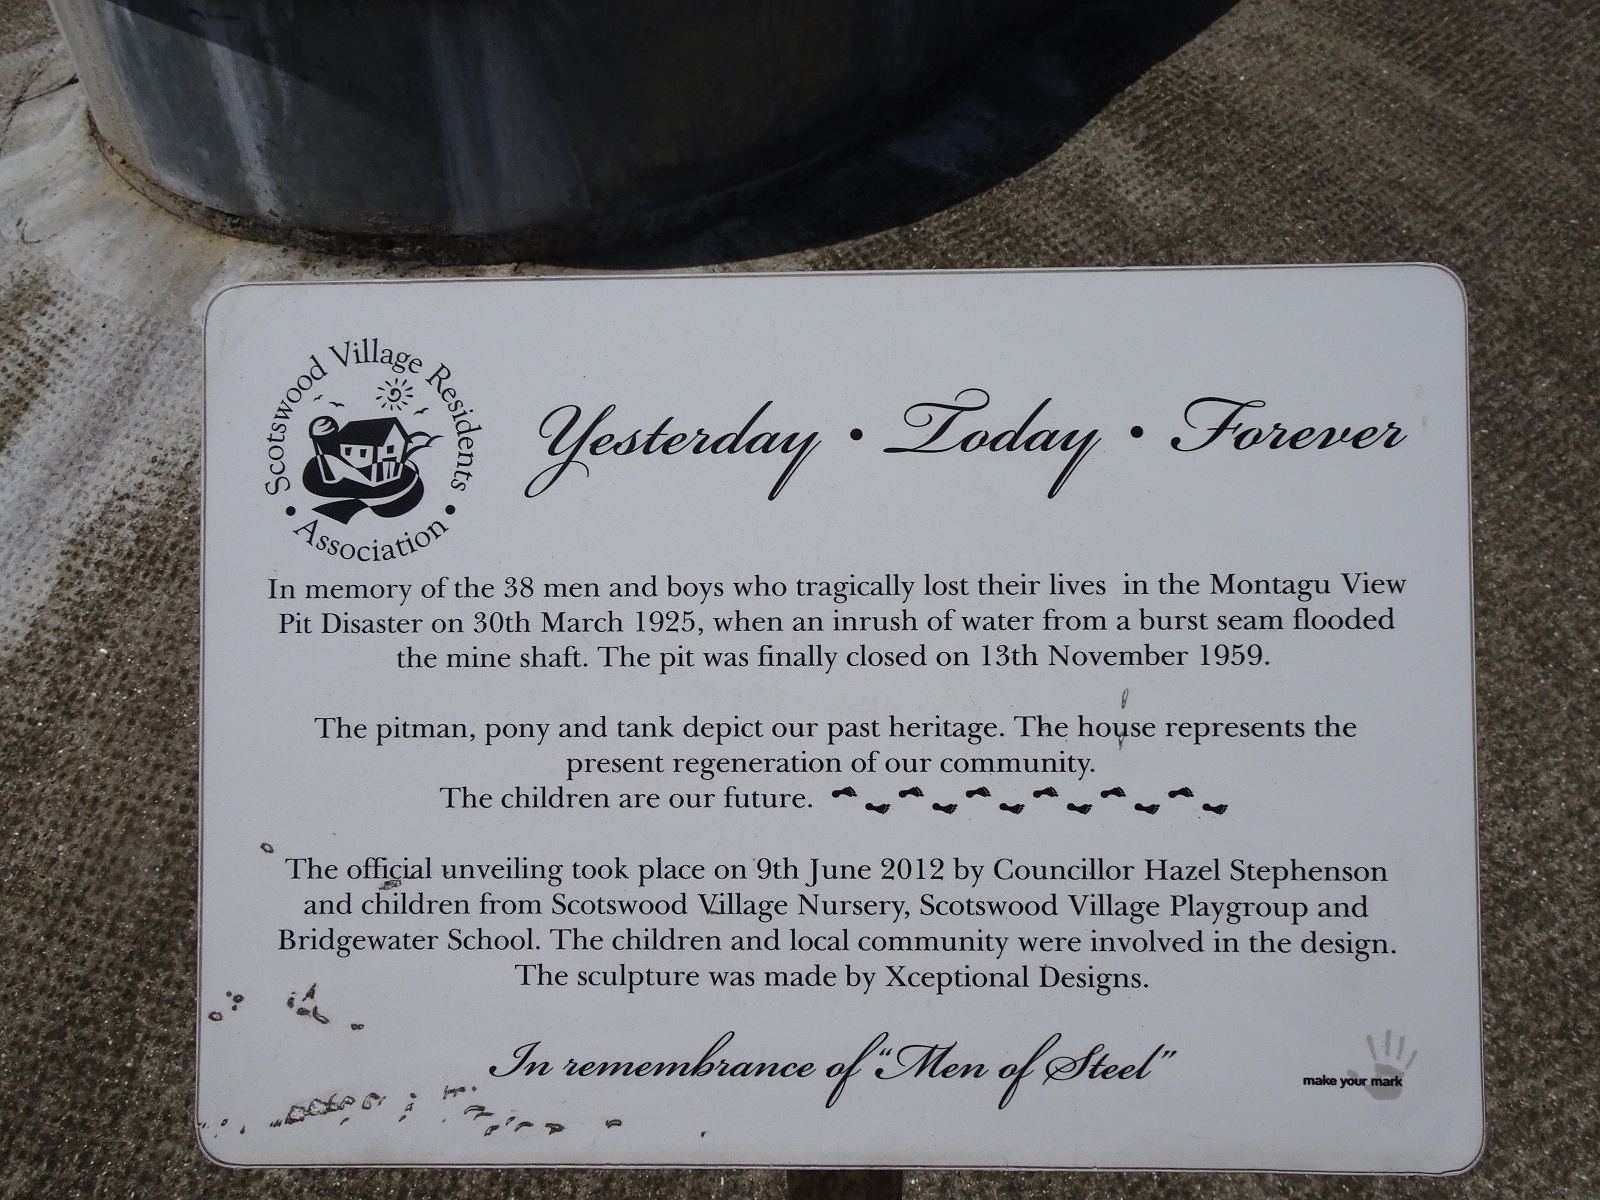 Scotswood Village Residents
• Association •
Yesterday • Today • Forever
In memory of the 38 men and boys who tragically lost their lives in the Montagu View
Pit Disaster on 30th March 1925, when an inrush of water from a burst seam flooded
the mine shaft. The pit was finally closed on 13th November 1959.
The pitman, pony and tank depict our past heritage. The house represents the
present regeneration of our community.
The children are our future.
The official unveiling took place on 9th June 2012 by Councillor Hazel Stephenson
and children from Scotswood Village Nursery, Scotswood Village Playgroup and
Bridgewater School. The children and local community were involved in the design.
The sculpture was made by Xceptional Designs.
In remembrance of "Men of Steel"
make your mark